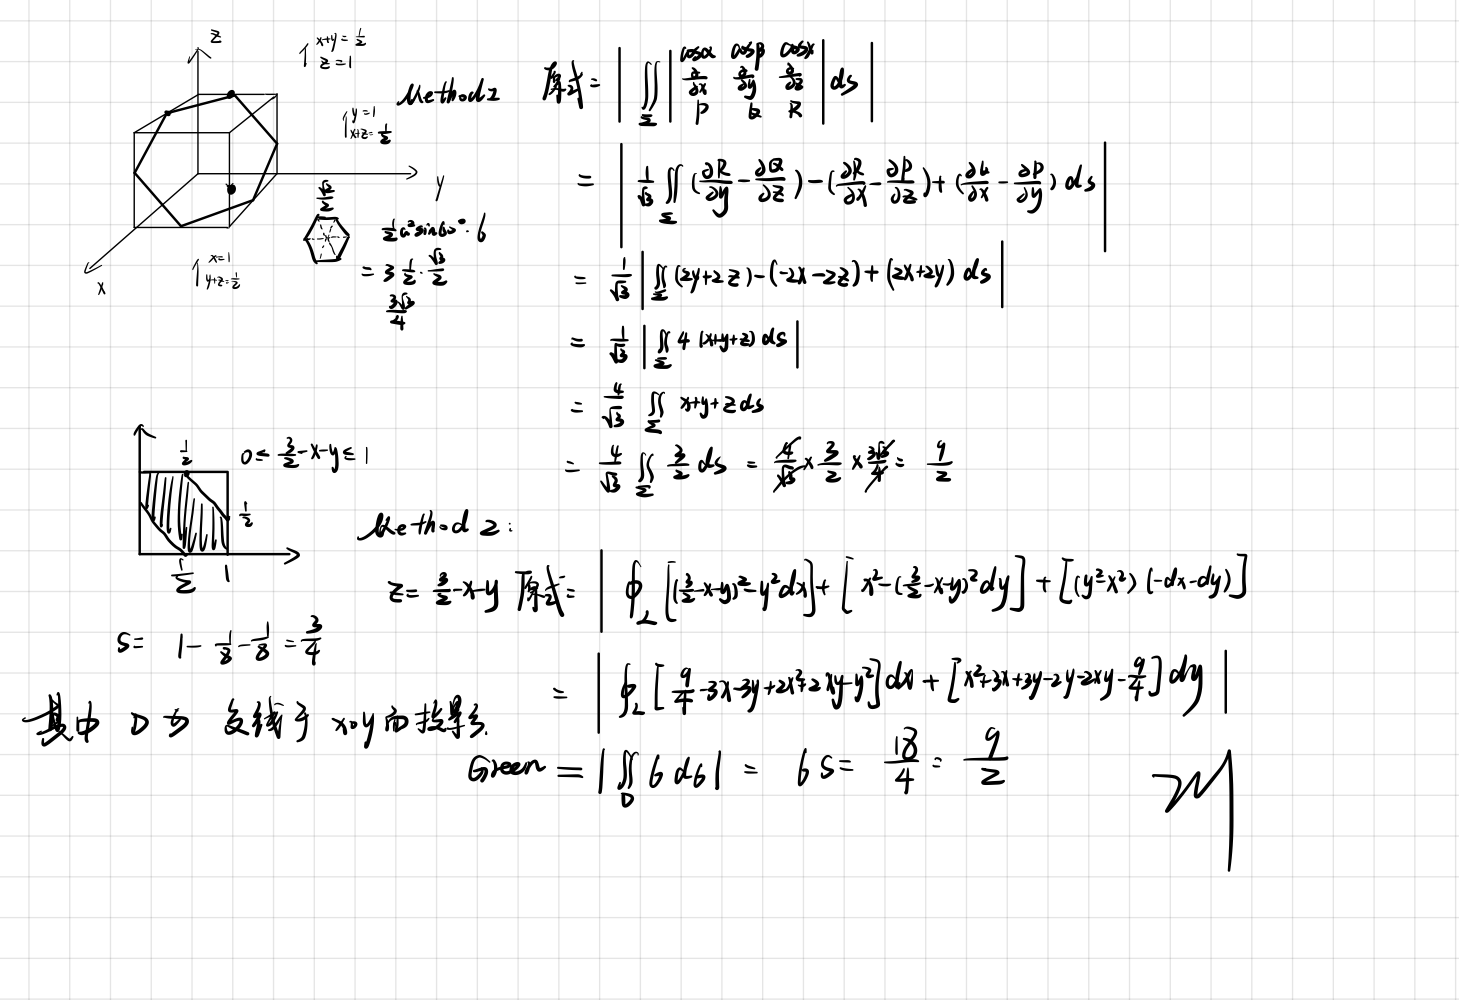 z
x+y=1/2
z=1
y=1
x+z=1/2
y
x
x=1
y+z=1/2
√2/2
1/2 a² sin60°·6
= 3 1/2 · √3/2
3√3/4
Method 2 原式= | ∬_Σ | cosα cosβ cosγ
∂/∂x ∂/∂y ∂/∂z
P Q R | ds |
= | 1/√3 ∬_Σ (∂R/∂y - ∂Q/∂z) - (∂R/∂x - ∂P/∂z) + (∂Q/∂x - ∂P/∂y) ds |
= 1/√3 | ∬_Σ (2y+2z) - (-2x-2z) + (2x+2y) ds |
= 1/√3 | ∬_Σ 4 (x+y+z) ds |
= 4/√3 ∬_Σ x+y+z ds
= 4/√3 ∬_Σ 3/2 ds = 4/√3 × 3/2 × 3√3/4 = 9/2
1/2
0 ≤ 3/2 -x-y ≤ 1
1/2
1/2 1
S= 1 - 1/8 - 1/8 = 3/4
其中 D 为 交线于 xoy 面投影.
Method 2:
z= 3/2 -x-y 原式= | ∮_L [(3/2 -x-y)² - y² dx] + [x² - (3/2 -x-y)² dy] + [(y²-x²) (-dx-dy)]
= | ∮_L [9/4 -3x-3y+2x²+2xy-y²] dx + [x²+3x+3y-2y-2xy- 9/4] dy |
Green = | ∬_D 6 dσ | = 6S = 18/4 = 9/2